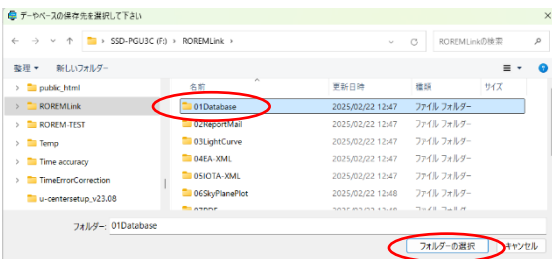 データベースの保存先を選択して下さい
SSD-PGU3C (F:) › ROREMLink ›
ROREMLinkの検索
整理 新しいフォルダー
名前 更新日時 種類 サイズ
public_html
ROREMLink
ROREM-TEST
Temp
Time accuracy
TimeErrorCorrection
u-centersetup_v23.08
01Database 2025/02/22 12:47 ファイル フォルダー
02ReportMail 2025/02/22 12:47 ファイル フォルダー
03LightCurve 2025/02/22 12:47 ファイル フォルダー
04EA-XML 2025/02/22 12:47 ファイル フォルダー
05IOTA-XML 2025/02/22 12:47 ファイル フォルダー
06SkyPlanePlot 2025/02/22 12:48 ファイル フォルダー
フォルダー: 01Database
フォルダーの選択 キャンセル